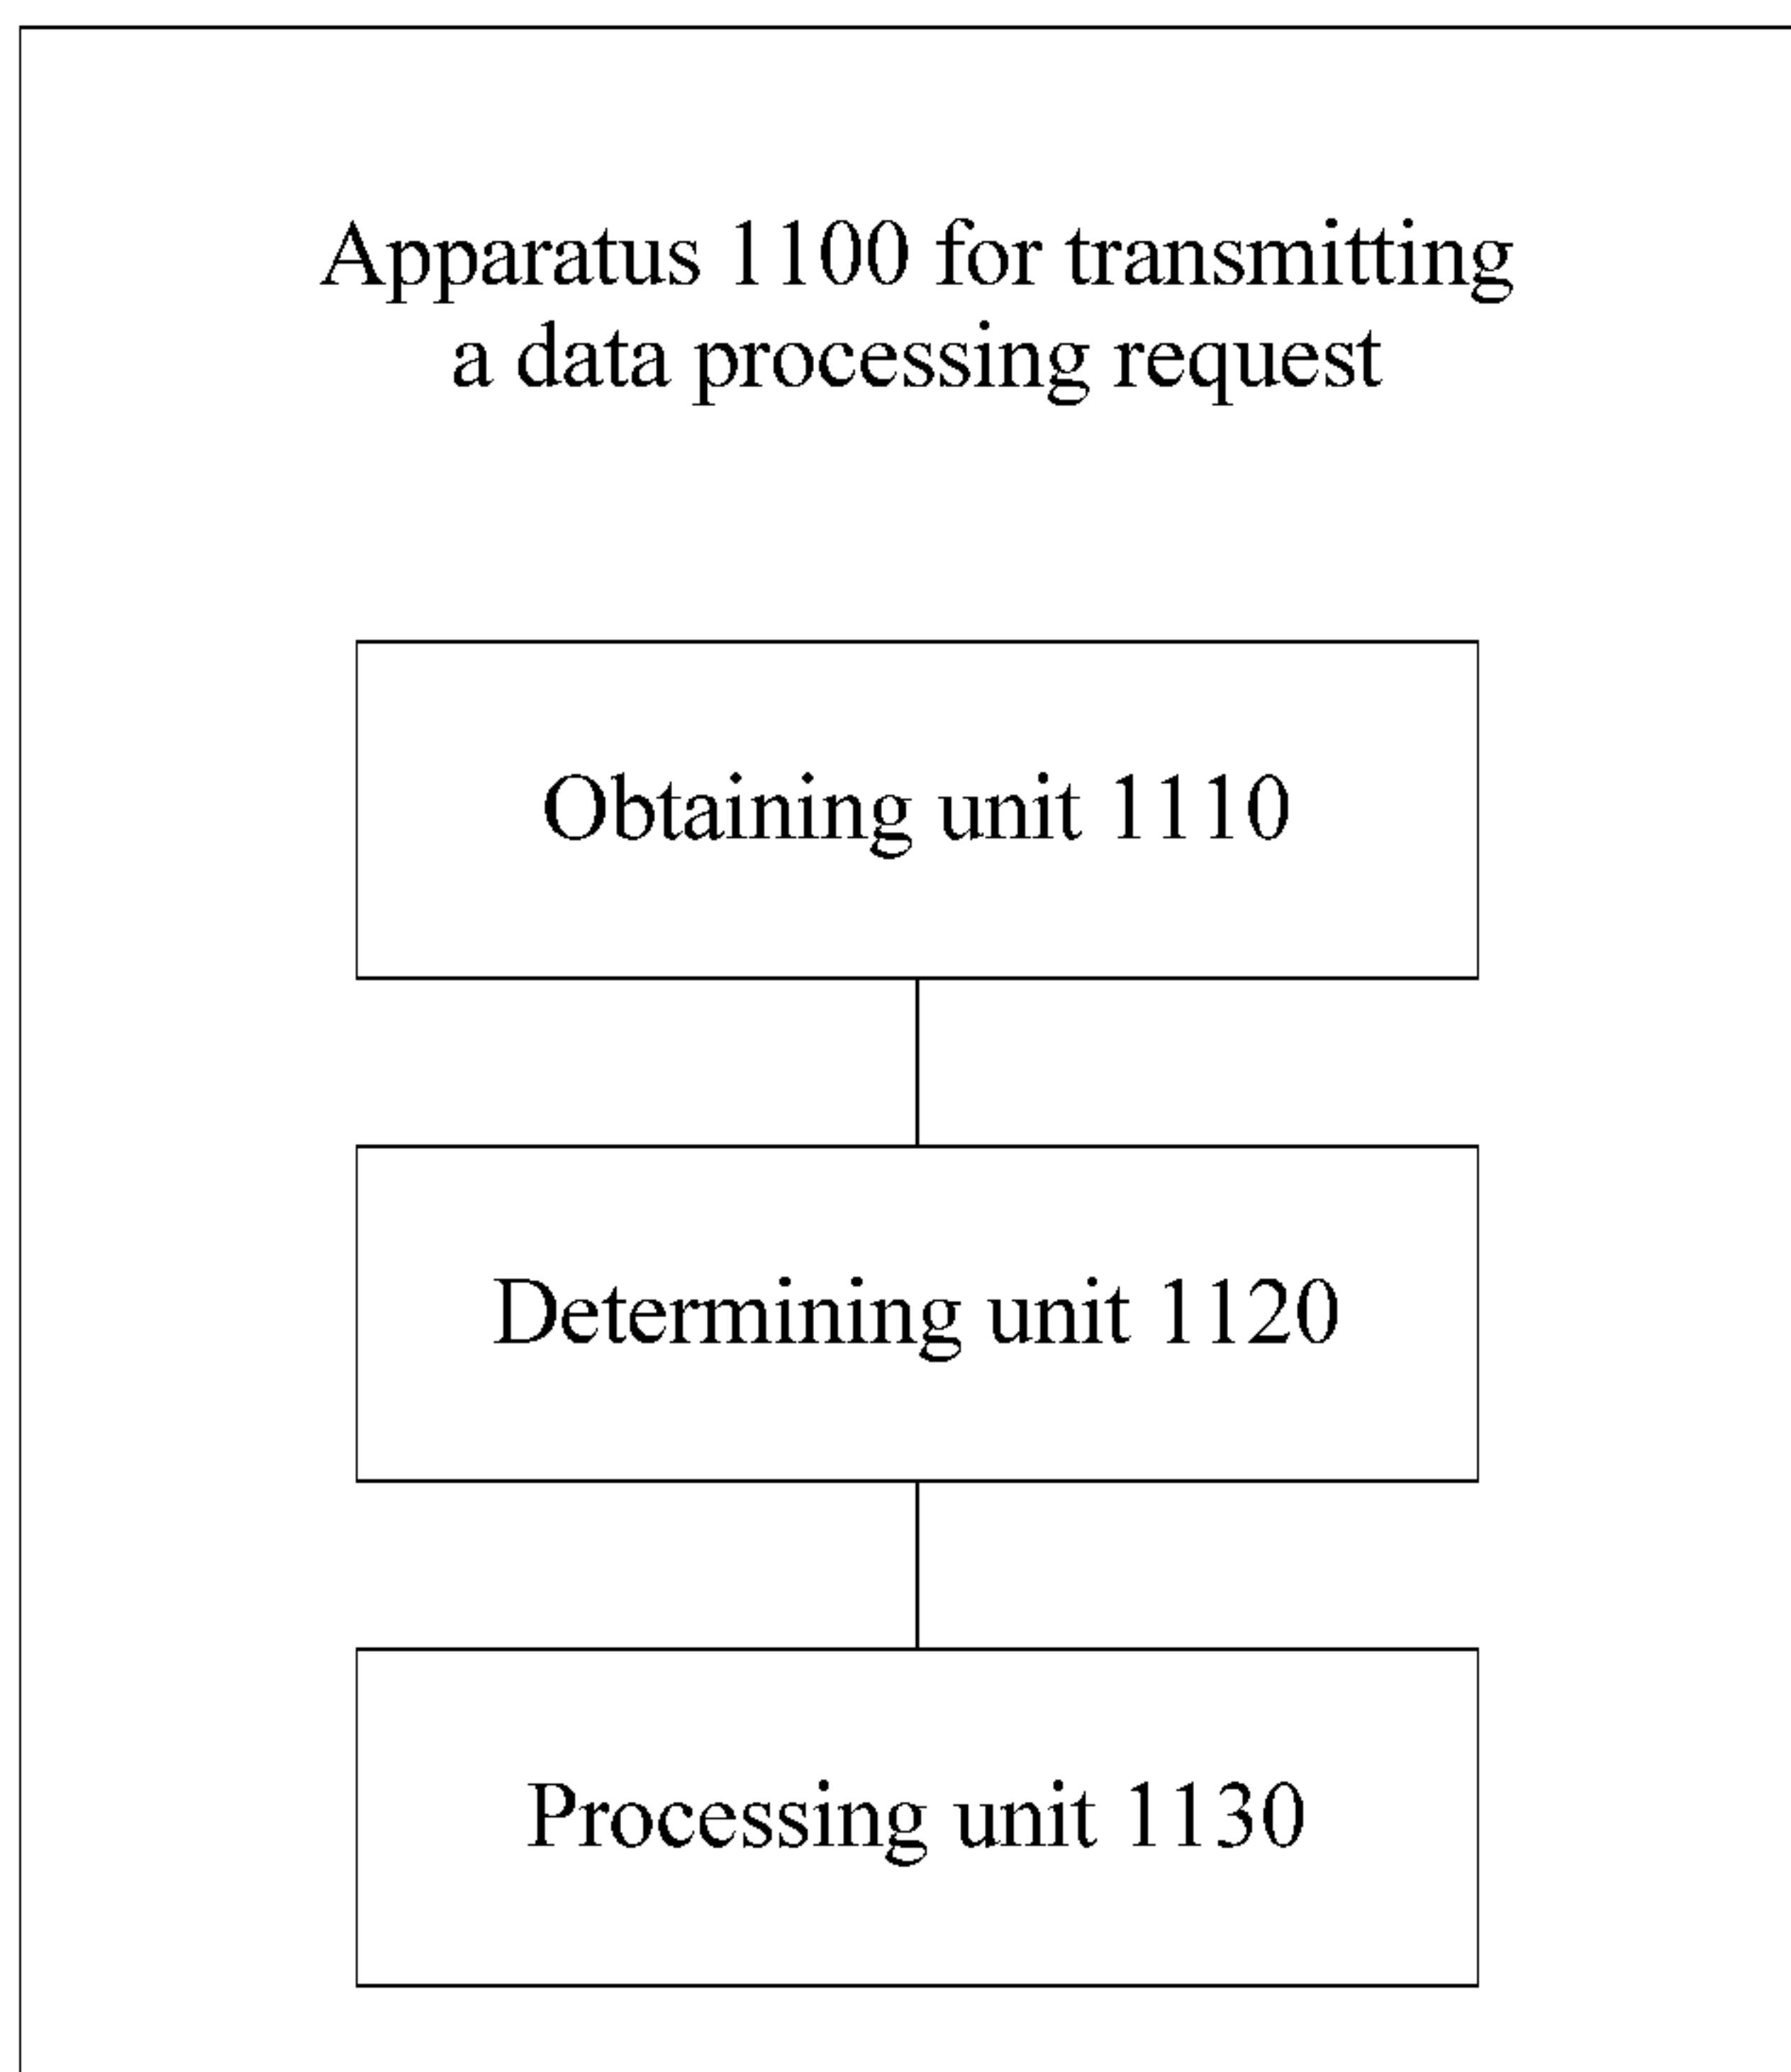 Apparatus 1100 for transmitting
a data processing request
Obtaining unit 1110
Determining unit 1120
Processing unit 1130